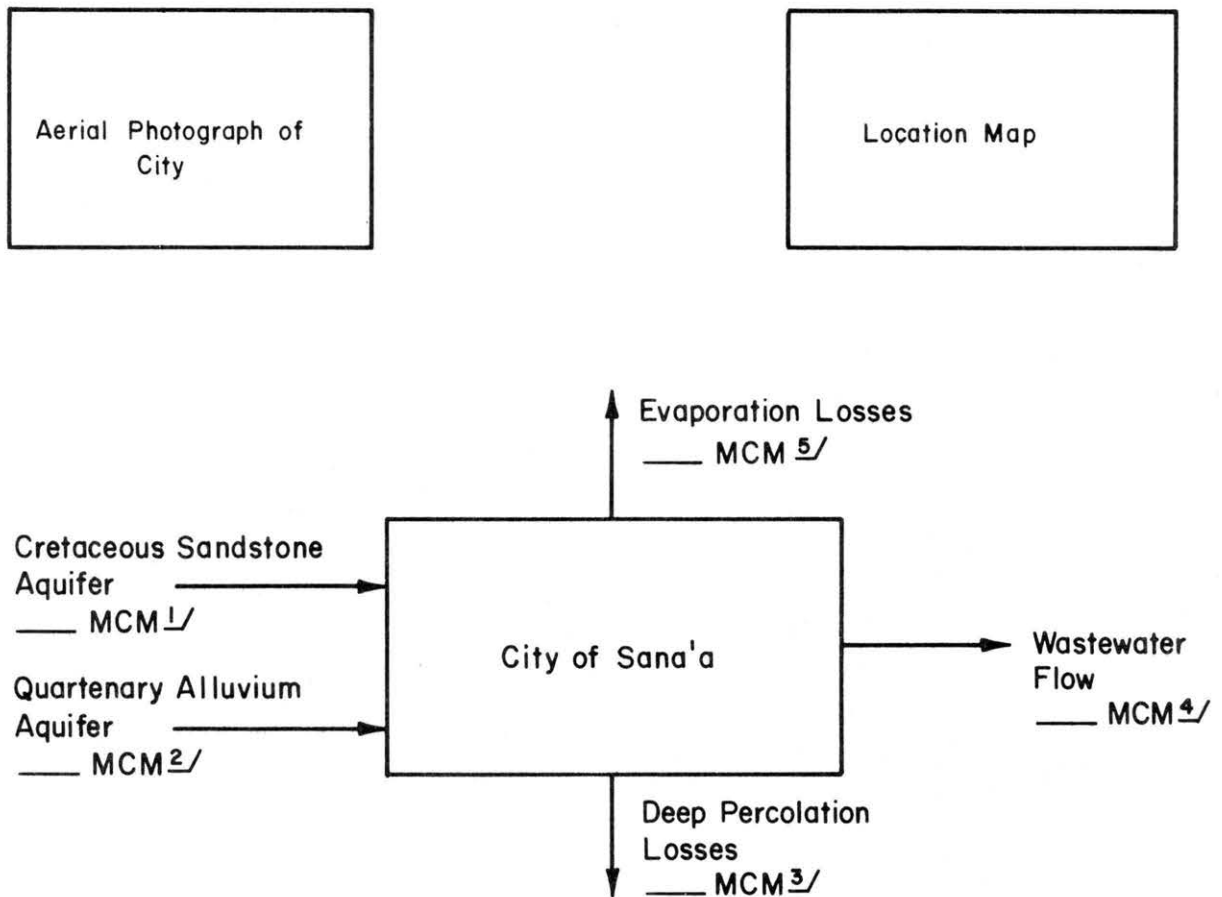 Aerial Photograph of
City
Location Map
Evaporation Losses
____ MCM 5/
Cretaceous Sandstone
Aquifer
____ MCM 1/
Quartenary Alluvium
Aquifer
____ MCM 2/
City of Sana'a
Wastewater
Flow
____ MCM 4/
Deep Percolation
Losses
____ MCM 3/